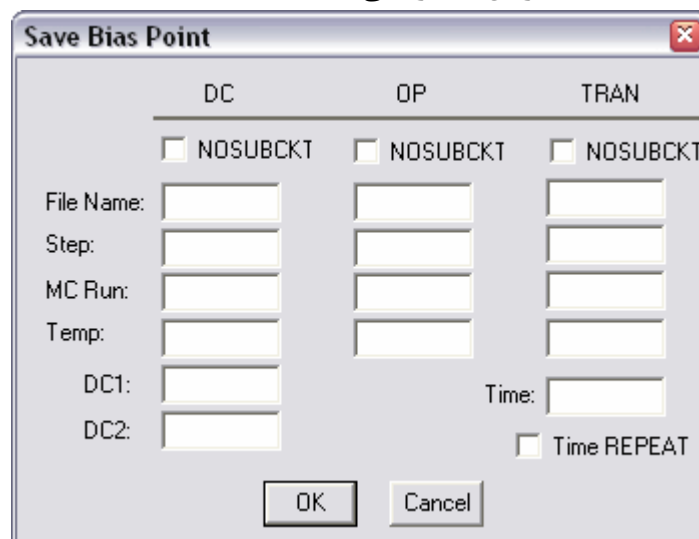 Save Bias Point
DC OP TRAN
NOSUBCKT NOSUBCKT NOSUBCKT
File Name:
Step:
MC Run:
Temp:
DC1:
Time:
DC2:
Time REPEAT
OK Cancel